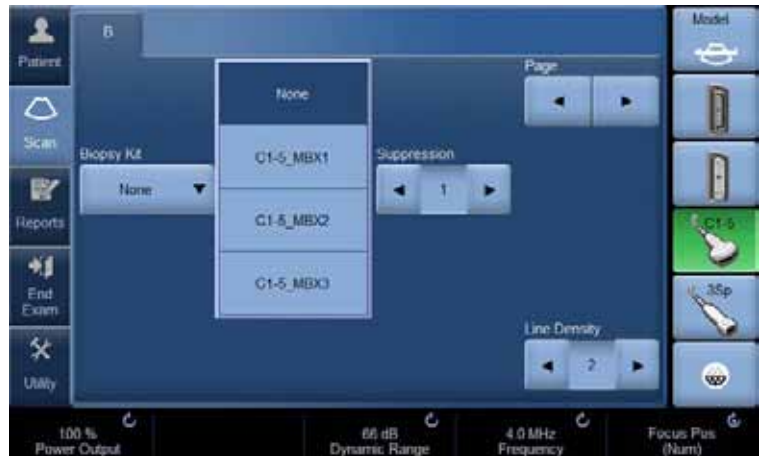 Patient
Scan
Reports
End
Exam
Utility
B
Biopsy Kit
None
None
C1-5_MBX1
C1-5_MBX2
C1-5_MBX3
Suppression
1
Page
Line Density
2
Model
C1-5
3Sp
100 %
Power Output
66 dB
Dynamic Range
4.0 MHz
Frequency
Focus Pos
(Num)